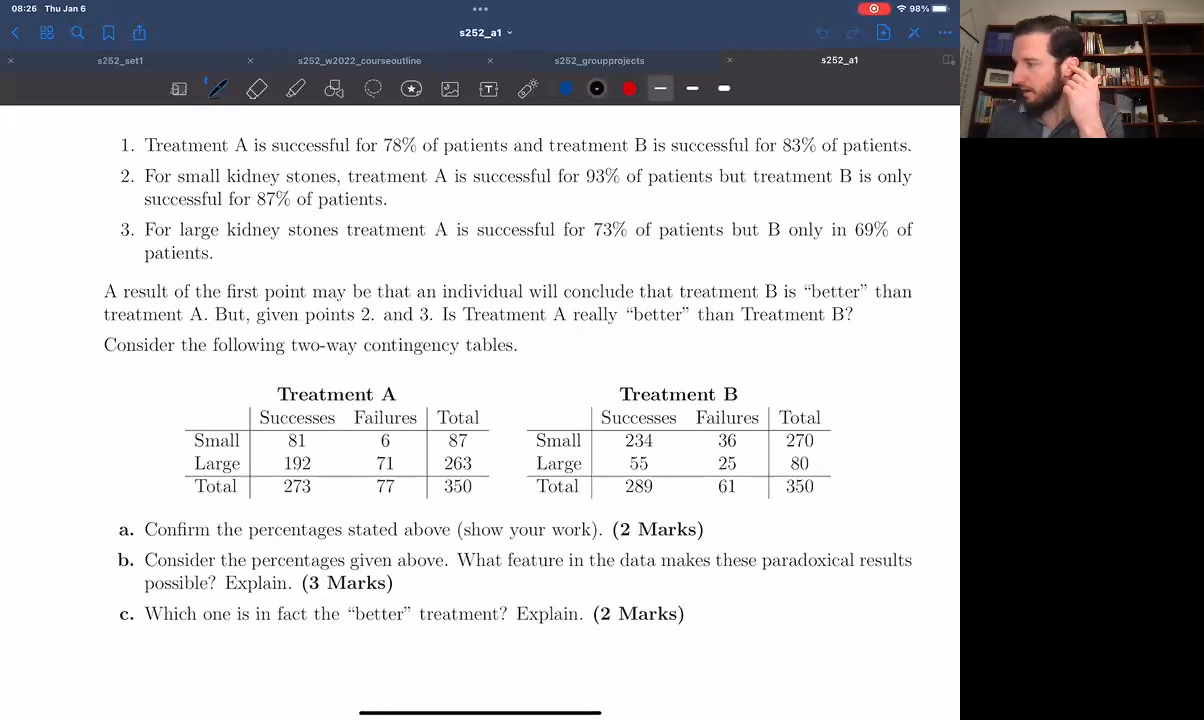 08:26 Thu Jan 6
98%
s252_a1
s252_set1
s252_w2022_courseoutline
s252_groupprojects
s252_a1
1. Treatment A is successful for 78% of patients and treatment B is successful for 83% of patients.
2. For small kidney stones, treatment A is successful for 93% of patients but treatment B is only
successful for 87% of patients.
3. For large kidney stones treatment A is successful for 73% of patients but B only in 69% of
patients.
A result of the first point may be that an individual will conclude that treatment B is “better” than
treatment A. But, given points 2. and 3. Is Treatment A really “better” than Treatment B?
Consider the following two-way contingency tables.
Treatment A
Successes Failures Total
Small 81 6 87
Large 192 71 263
Total 273 77 350
Treatment B
Successes Failures Total
Small 234 36 270
Large 55 25 80
Total 289 61 350
a. Confirm the percentages stated above (show your work). (2 Marks)
b. Consider the percentages given above. What feature in the data makes these paradoxical results
possible? Explain. (3 Marks)
c. Which one is in fact the “better” treatment? Explain. (2 Marks)